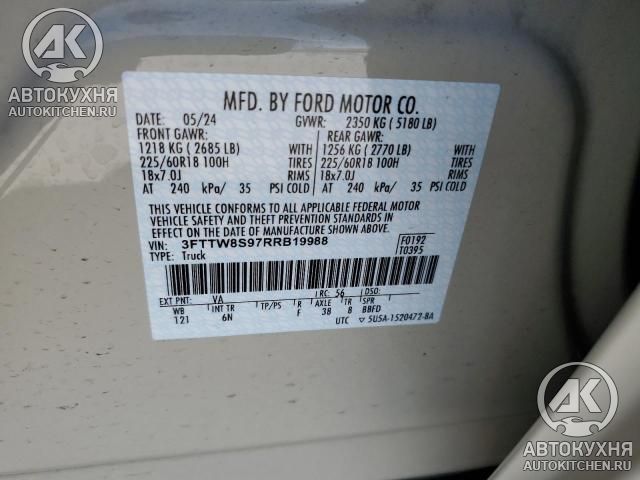 АК
АВТОКУХНЯ
AUTOKITCHEN.RU
MFD. BY FORD MOTOR CO.
DATE: 05/24 GVWR: 2350 KG ( 5180 LB)
FRONT GAWR: REAR GAWR:
1218 KG ( 2685 LB) WITH 1256 KG ( 2770 LB) WITH
225/60R18 100H TIRES 225/60R18 100H TIRES
18x7.0J RIMS 18x7.0J RIMS
AT 240 kPa/ 35 PSI COLD AT 240 kPa/ 35 PSI COLD
THIS VEHICLE CONFORMS TO ALL APPLICABLE FEDERAL MOTOR
VEHICLE SAFETY AND BUMPER STANDARDS AND THEFT PREVENTION STANDARDS IN
EFFECT ON THE DATE OF MANUFACTURE SHOWN ABOVE.
VIN: 3FTTW8S97RRB19988 F0192
TYPE: Truck T0395
EXT PNT: VA RC: 56 DSO:
WB INT TR TP/PS R AXLE TR SPR
121 6N F 38 8 BBFD
UTC 5U5A-1520472-BA
АК
АВТОКУХНЯ
AUTOKITCHEN.RU